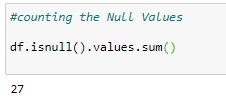 #counting the Null Values
df.isnull().values.sum()
27